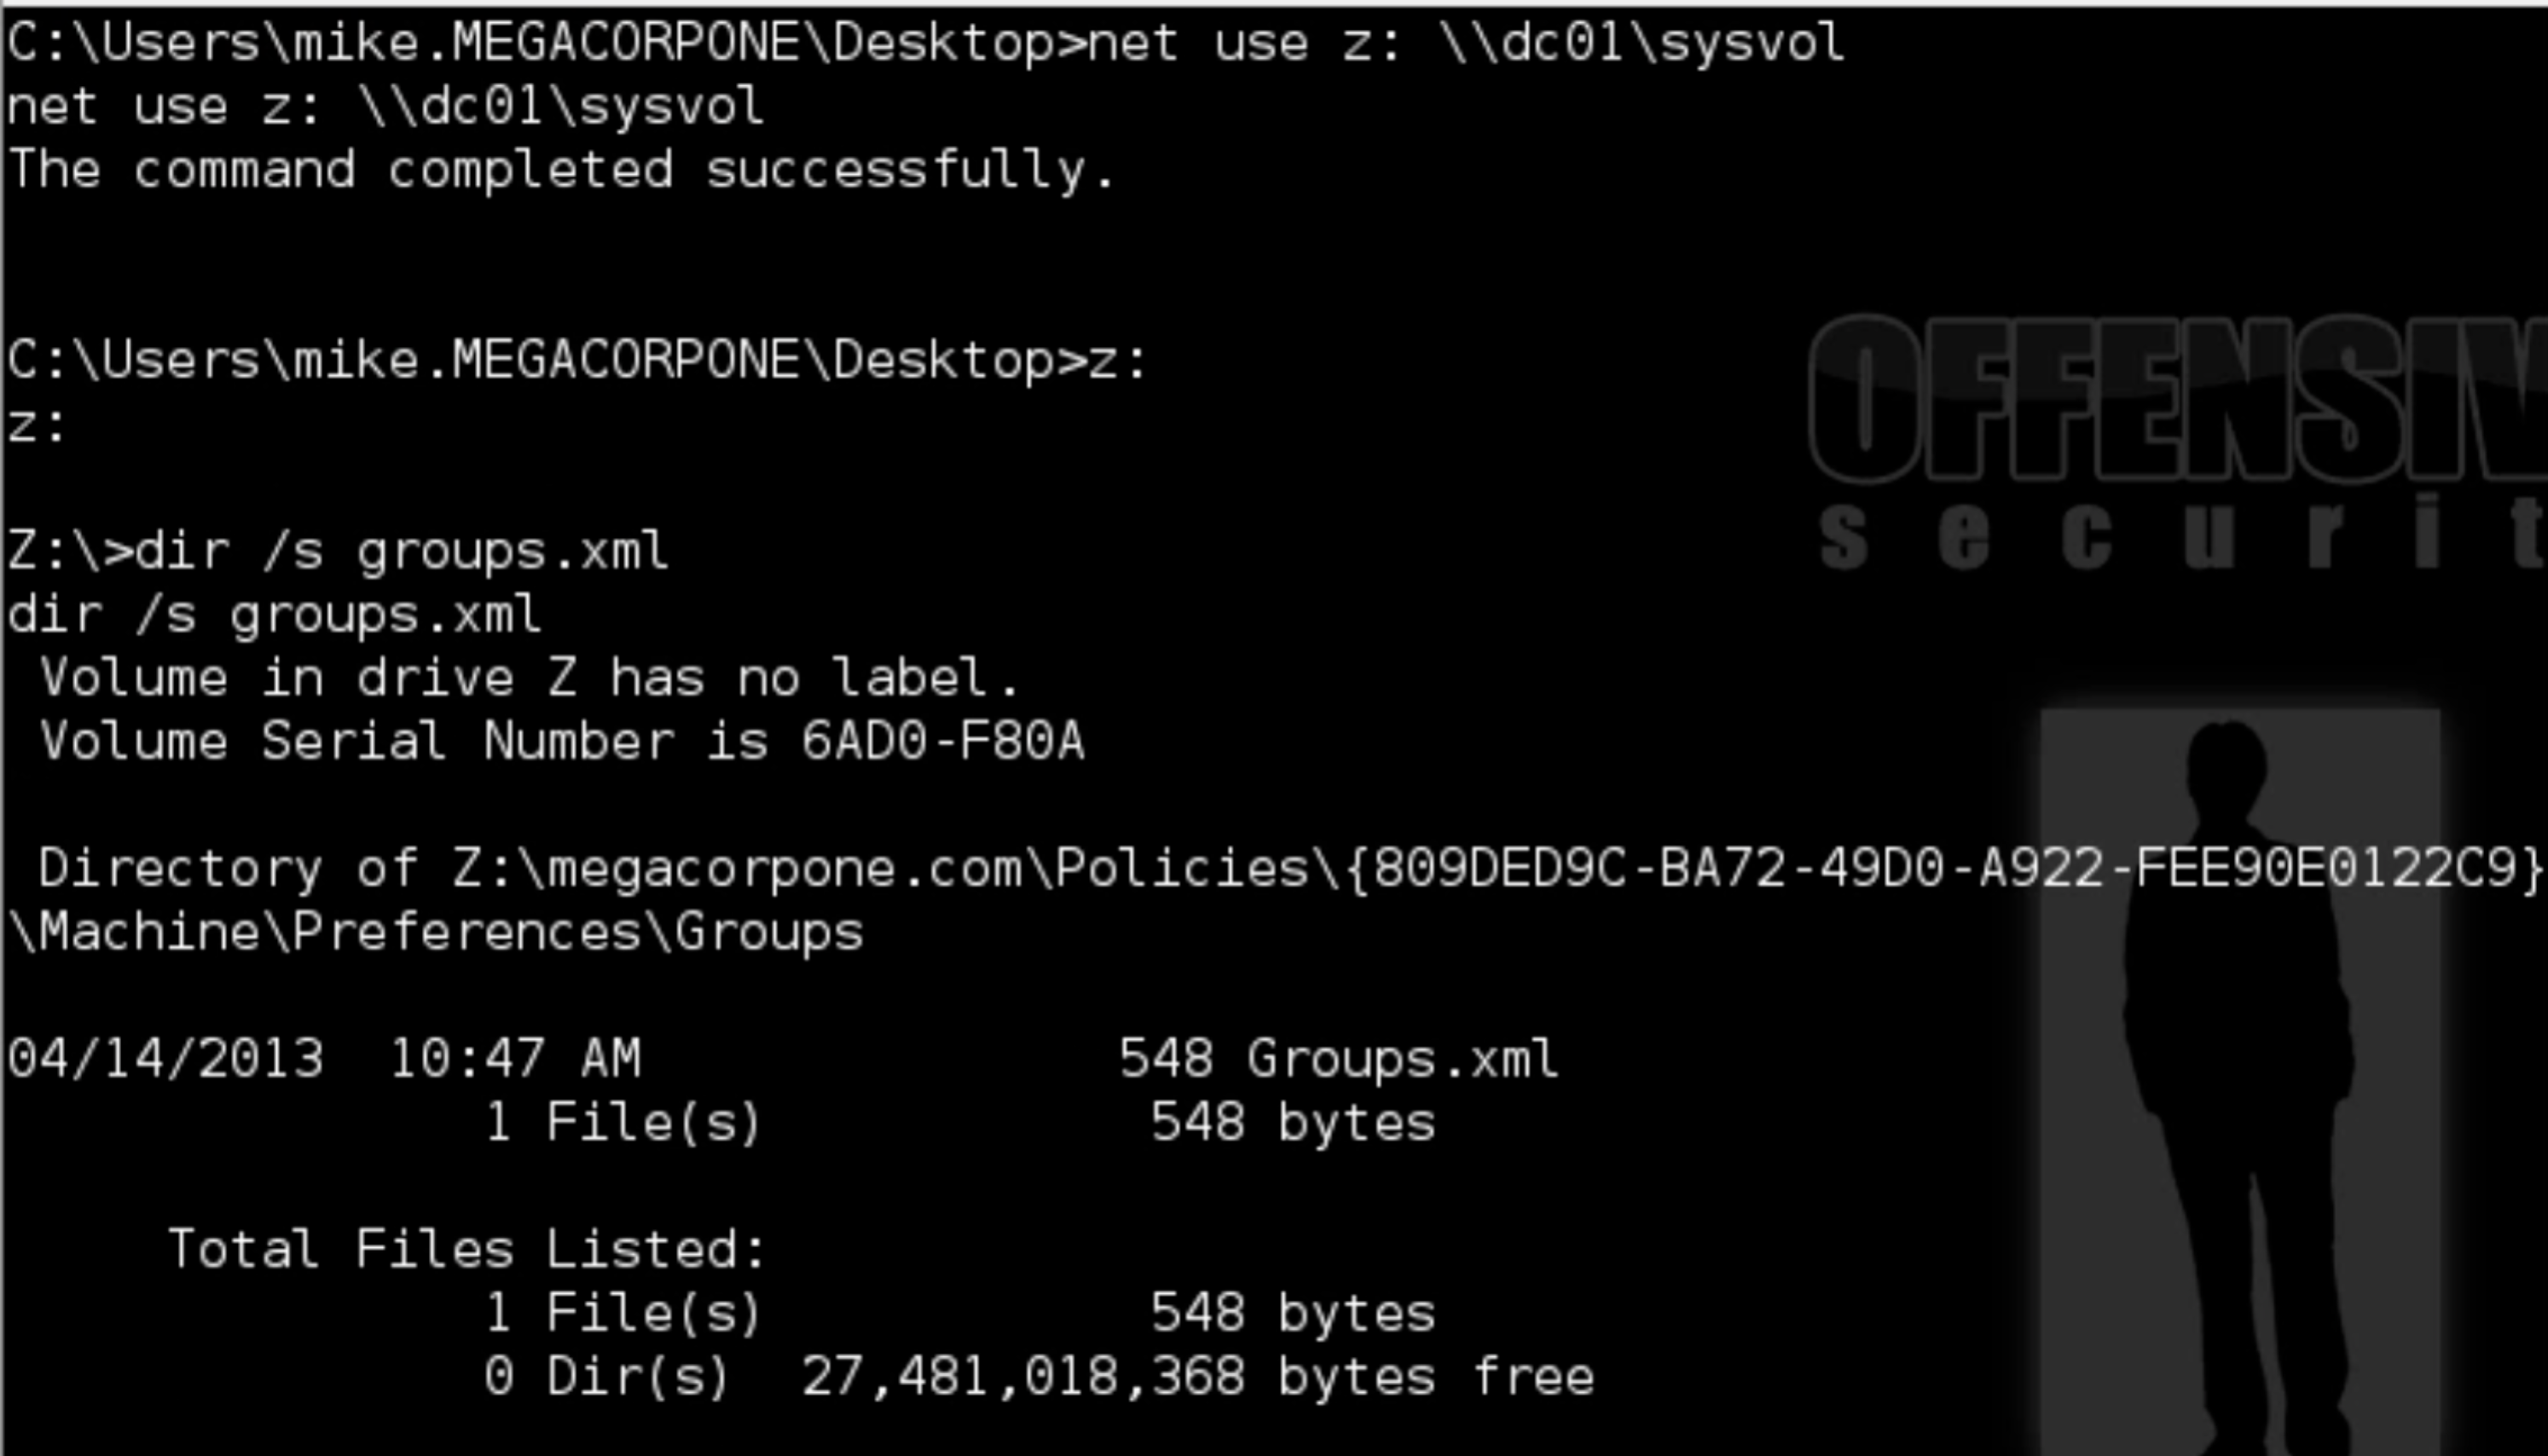 C:\Users\mike.MEGACORPONE\Desktop>net use z: \\dc01\sysvol
net use z: \\dc01\sysvol
The command completed successfully.
C:\Users\mike.MEGACORPONE\Desktop>z:
z:
OFFENSIV
securit
Z:\>dir /s groups.xml
dir /s groups.xml
 Volume in drive Z has no label.
 Volume Serial Number is 6AD0-F80A
 Directory of Z:\megacorpone.com\Policies\{809DED9C-BA72-49D0-A922-FEE90E0122C9}
\Machine\Preferences\Groups
04/14/2013  10:47 AM               548 Groups.xml
               1 File(s)            548 bytes
     Total Files Listed:
               1 File(s)            548 bytes
               0 Dir(s)  27,481,018,368 bytes free